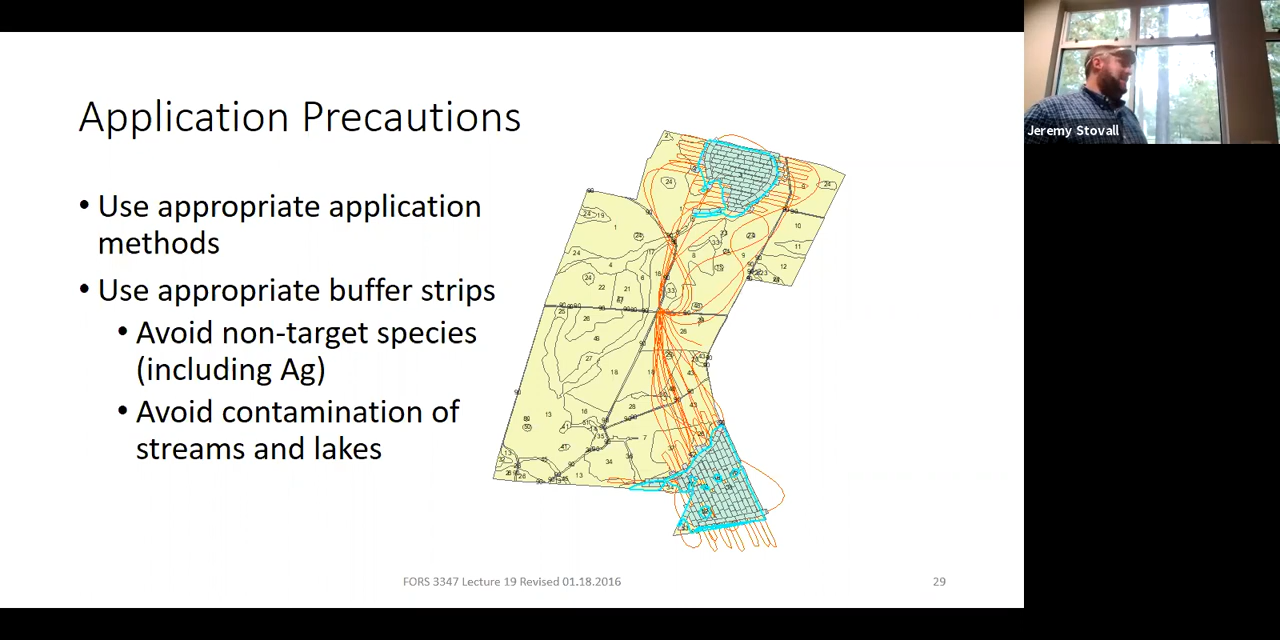 Application Precautions
• Use appropriate application
methods
• Use appropriate buffer strips
• Avoid non-target species
(including Ag)
• Avoid contamination of
streams and lakes
FORS 3347 Lecture 19 Revised 01.18.2016
29
Jeremy Stovall